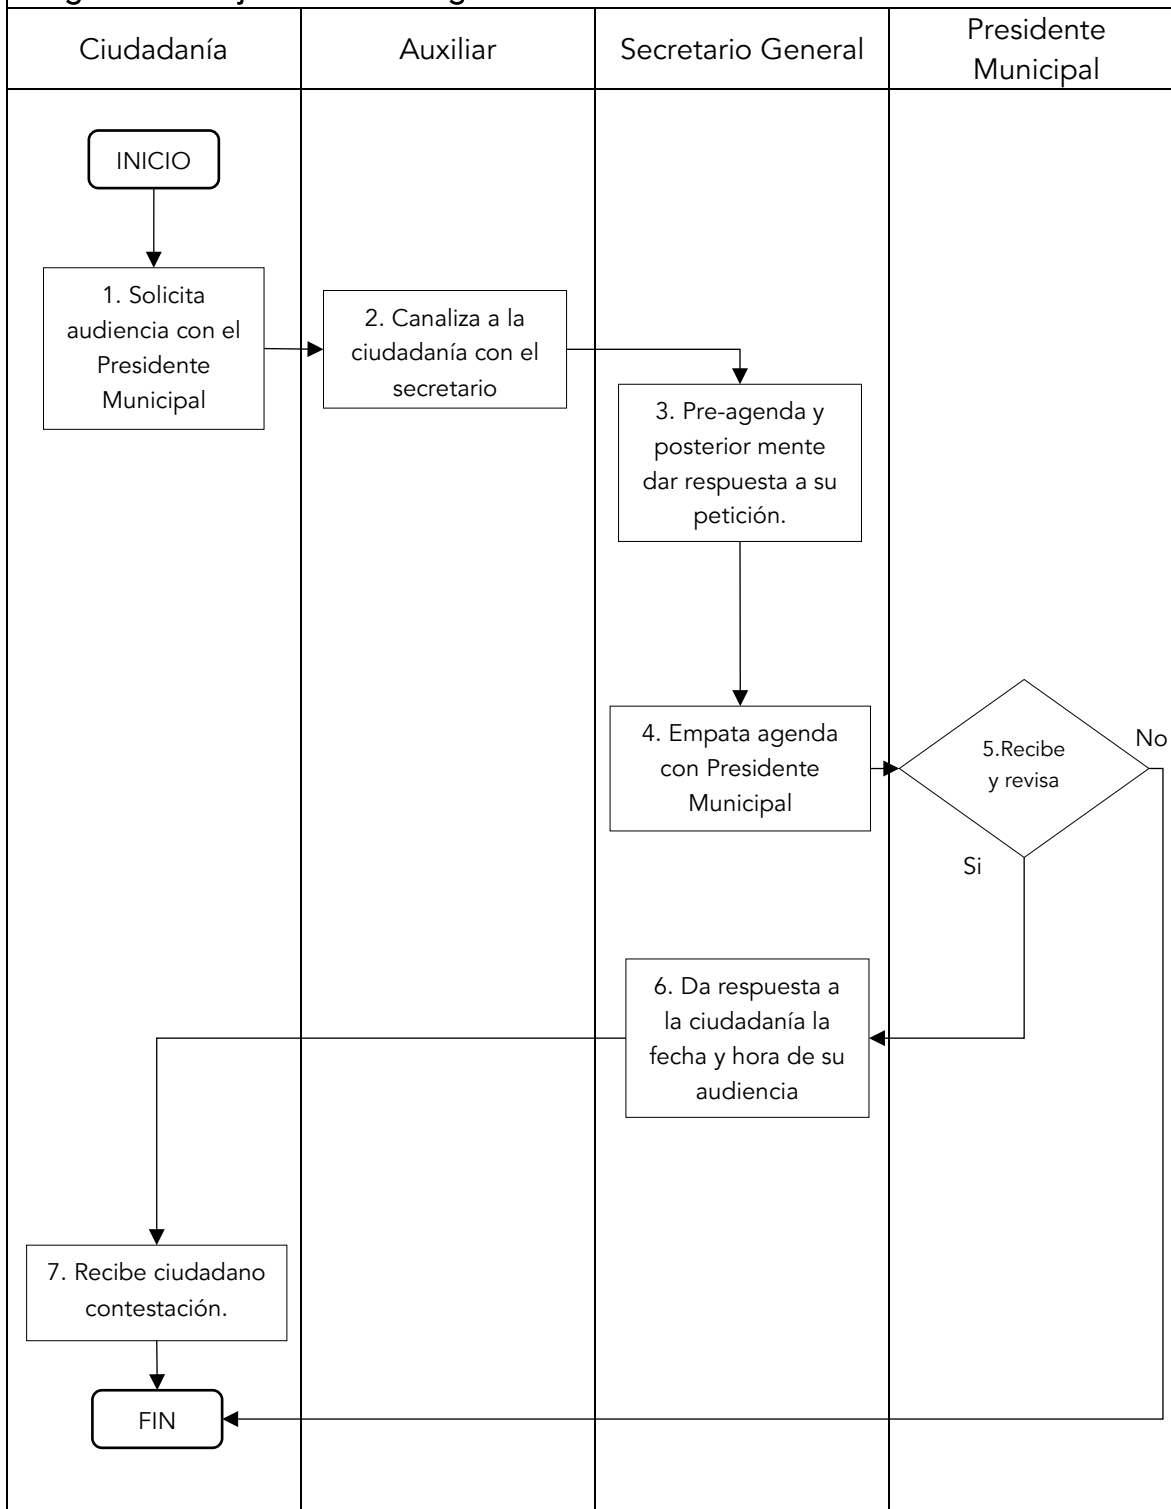 Ciudadanía
Auxiliar
Secretario General
Presidente
Municipal
INICIO
1. Solicita
audiencia con el
Presidente
Municipal
2. Canaliza a la
ciudadanía con el
secretario
3. Pre-agenda y
posterior mente
dar respuesta a su
petición.
4. Empata agenda
con Presidente
Municipal
5.Recibe
y revisa
No
Si
6. Da respuesta a
la ciudadanía la
fecha y hora de su
audiencia
7. Recibe ciudadano
contestación.
FIN